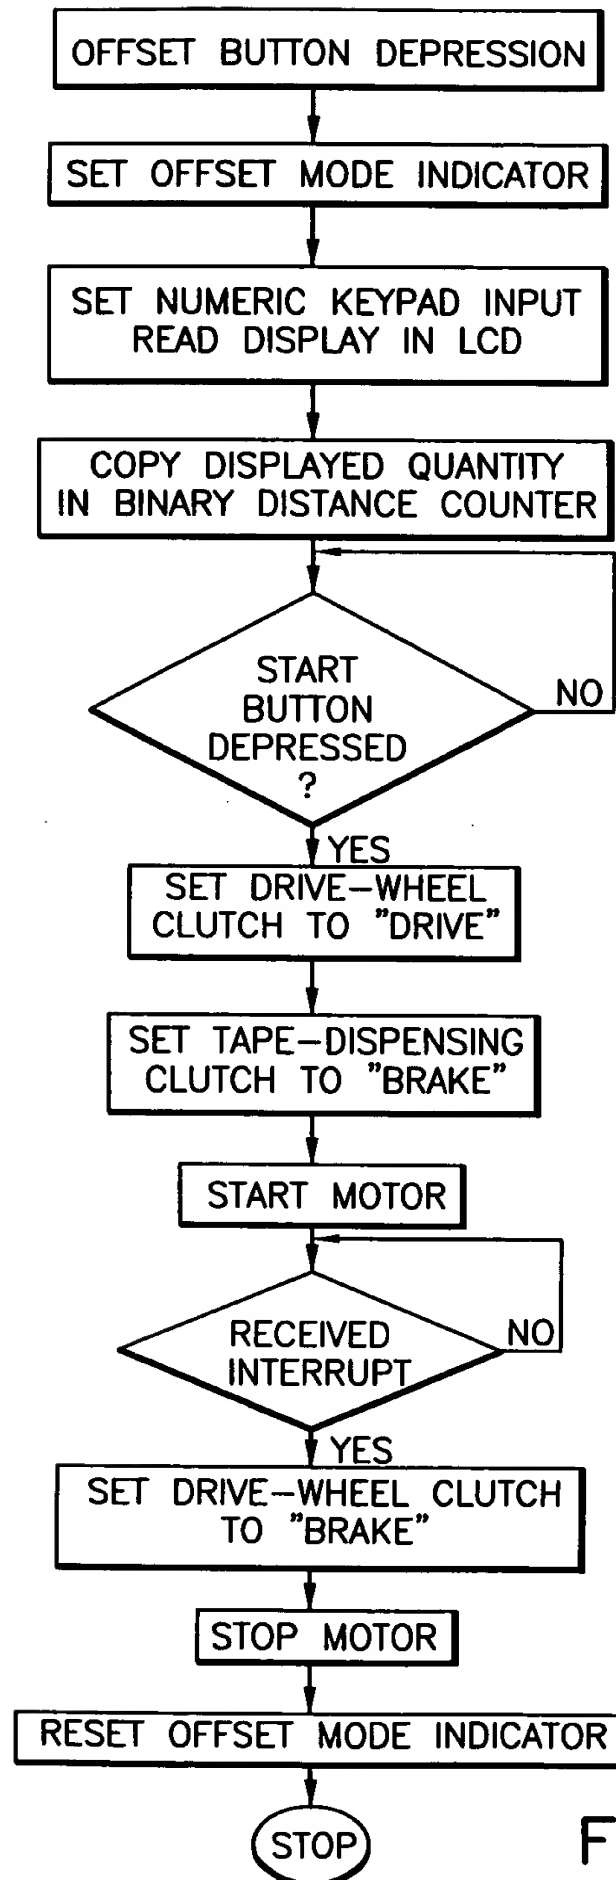 OFFSET BUTTON DEPRESSION
SET OFFSET MODE INDICATOR
SET NUMERIC KEYPAD INPUT
READ DISPLAY IN LCD
COPY DISPLAYED QUANTITY
IN BINARY DISTANCE COUNTER
START
BUTTON
DEPRESSED
?
NO
YES
SET DRIVE-WHEEL
CLUTCH TO "DRIVE"
SET TAPE-DISPENSING
CLUTCH TO "BRAKE"
START MOTOR
RECEIVED
INTERRUPT
NO
YES
SET DRIVE-WHEEL CLUTCH
TO "BRAKE"
STOP MOTOR
RESET OFFSET MODE INDICATOR
STOP
F